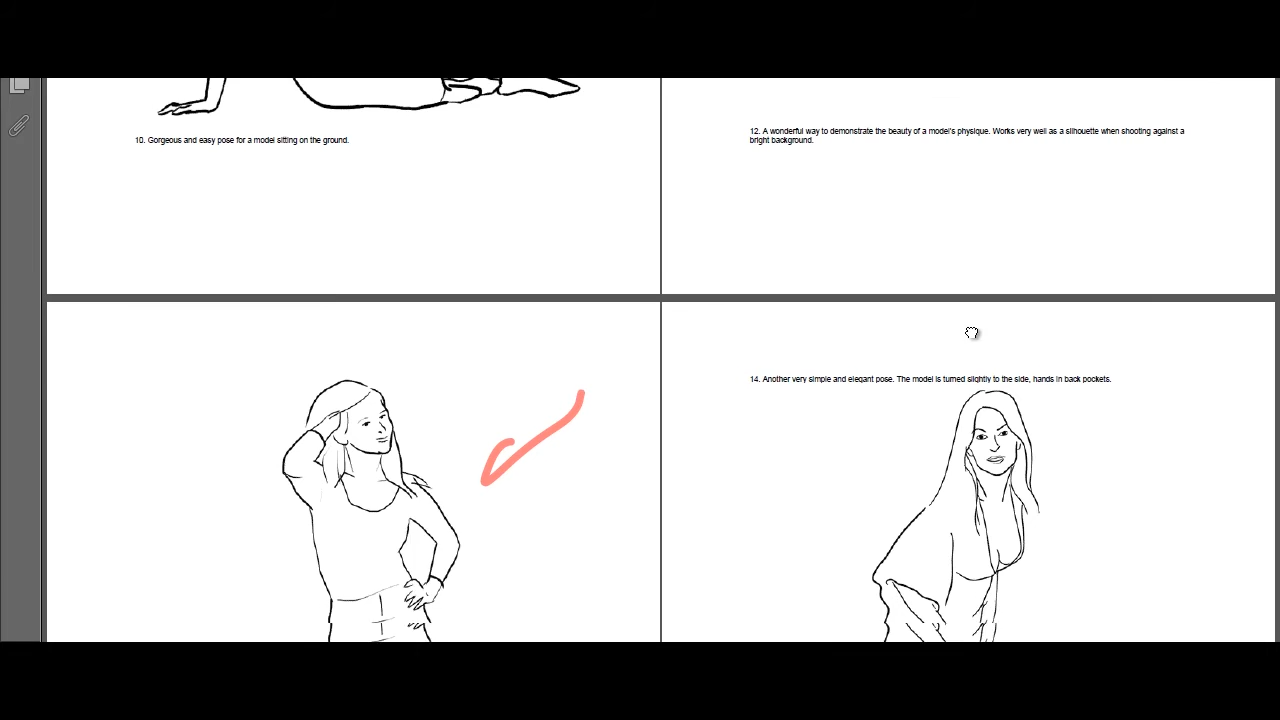 10. Gorgeous and easy pose for a model sitting on the ground.
12. A wonderful way to demonstrate the beauty of a model's physique. Works very well as a silhouette when shooting against a
bright background.
14. Another very simple and elegant pose. The model is turned slightly to the side, hands in back pockets.